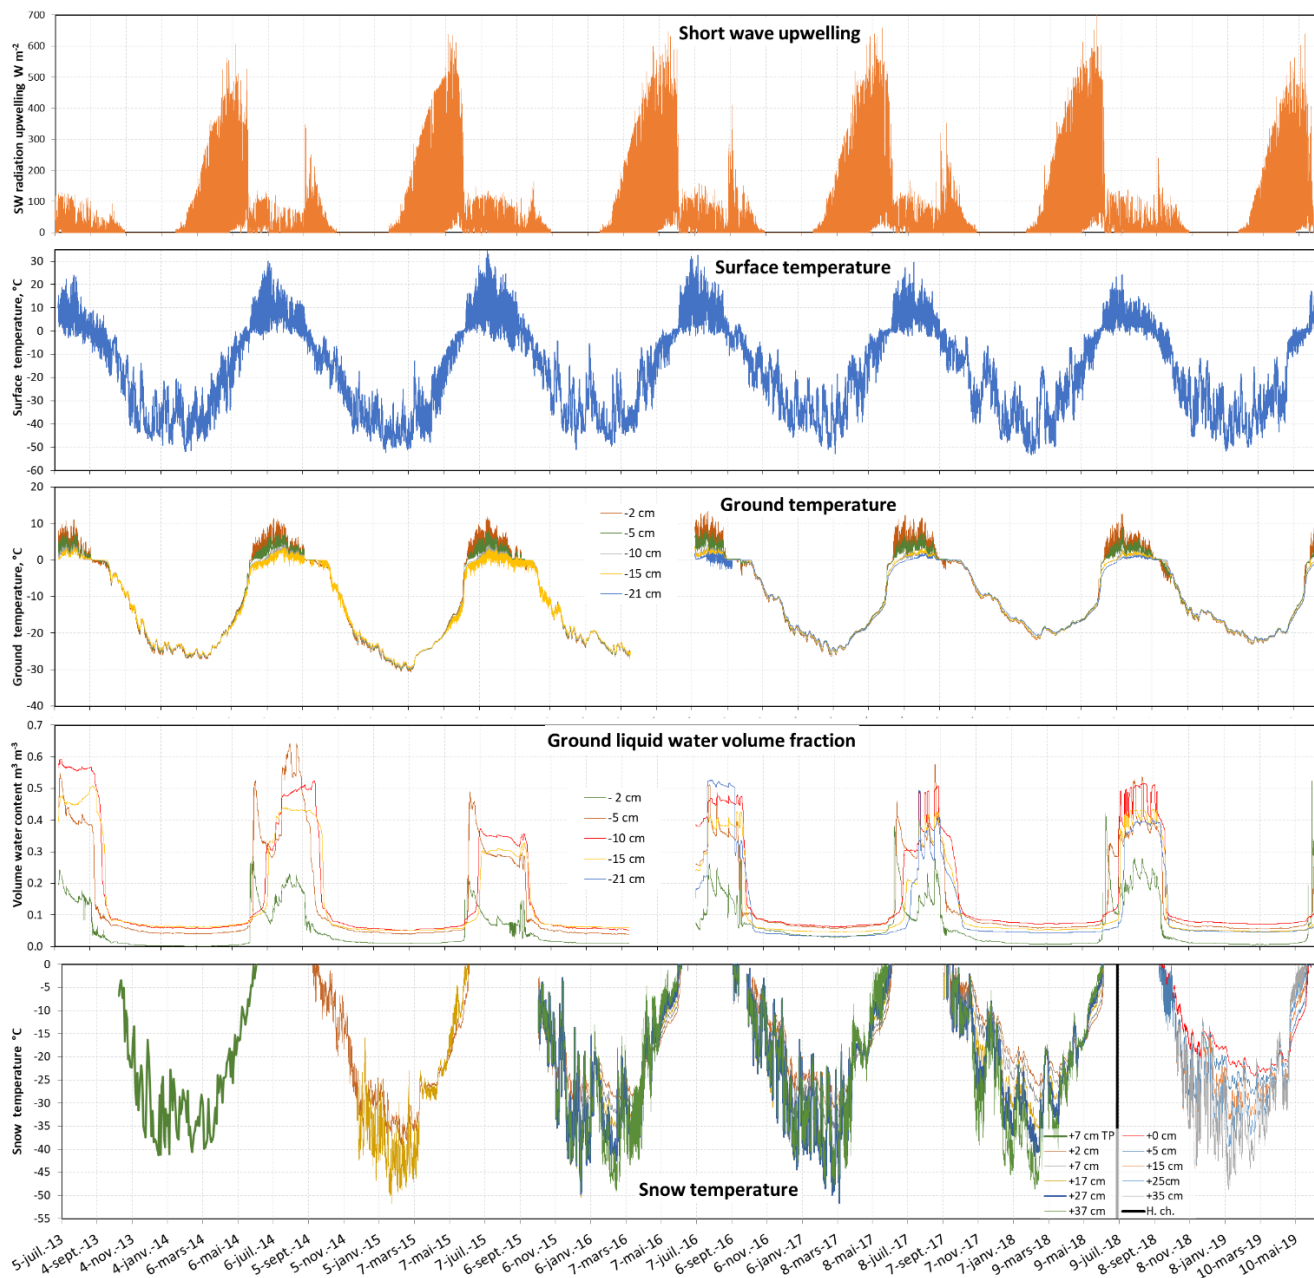 Short wave upwelling
SW radiation upwelling W m-2
700
600
500
400
300
200
100
0
Surface temperature
Surface temperature, °C
30
20
10
0
-10
-20
-30
-40
-50
-60
Ground temperature
Ground temperature, °C
20
10
0
-10
-20
-30
-40
-2 cm
-5 cm
-10 cm
-15 cm
-21 cm
Ground liquid water volume fraction
Volume water content m³ m-3
0.7
0.6
0.5
0.4
0.3
0.2
0.1
0.0
- 2 cm
-5 cm
-10 cm
-15 cm
-21 cm
Snow temperature °C
0
-5
-10
-15
-20
-25
-30
-35
-40
-45
-50
-55
Snow temperature
+7 cm TP
+2 cm
+7 cm
+17 cm
+27 cm
+37 cm
+0 cm
+5 cm
+15 cm
+25cm
+35 cm
H. ch.
5-juil.-13
4-sept.-13
4-nov.-13
4-janv.-14
6-mars-14
6-mai-14
6-juil.-14
5-sept.-14
5-nov.-14
5-janv.-15
7-mars-15
7-mai-15
7-juil.-15
6-sept.-15
6-nov.-15
6-janv.-16
7-mars-16
7-mai-16
7-juil.-16
6-sept.-16
6-nov.-16
6-janv.-17
8-mars-17
8-mai-17
8-juil.-17
7-sept.-17
7-nov.-17
7-janv.-18
9-mars-18
9-mai-18
9-juil.-18
8-sept.-18
8-nov.-18
8-janv.-19
10-mars-19
10-mai-19